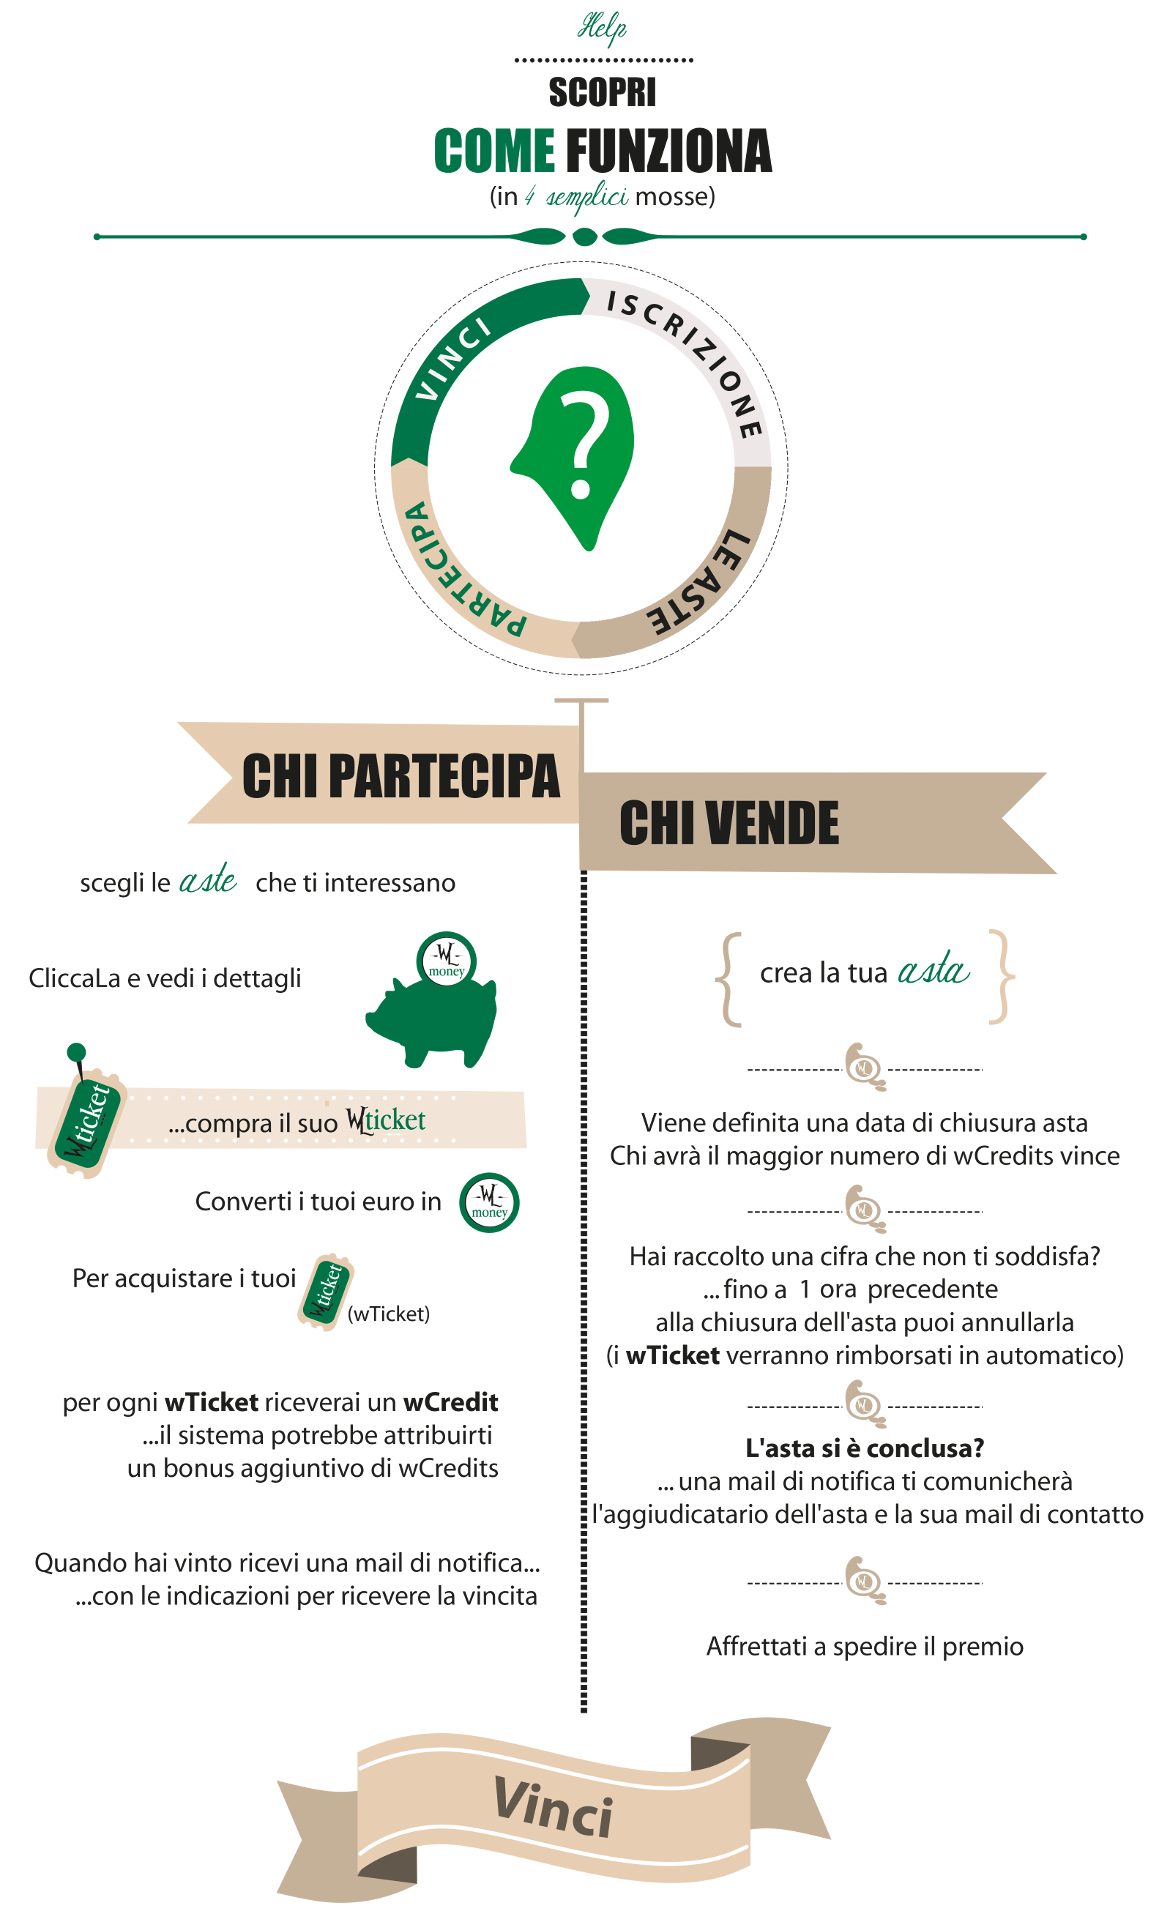 Help
SCOPRI
COME FUNZIONA
(in 4 semplici mosse)
ISCRIZIONE
LE ASTE
PARTECIPA
VINCI
?
CHI PARTECIPA
scegli le aste che ti interessano
CliccaLa e vedi i dettagli
WL
money
WLticket
...compra il suo WLticket
Converti i tuoi euro in WL
money
Per acquistare i tuoi WLticket
(wTicket)
per ogni wTicket riceverai un wCredit
...il sistema potrebbe attribuirti
un bonus aggiuntivo di wCredits
Quando hai vinto ricevi una mail di notifica...
...con le indicazioni per ricevere la vincita
CHI VENDE
{ crea la tua asta }
WL
Viene definita una data di chiusura asta
Chi avrà il maggior numero di wCredits vince
WL
Hai raccolto una cifra che non ti soddisfa?
... fino a 1 ora precedente
alla chiusura dell'asta puoi annullarla
(i wTicket verranno rimborsati in automatico)
WL
L'asta si è conclusa?
... una mail di notifica ti comunicherà
l'aggiudicatario dell'asta e la sua mail di contatto
WL
Affrettati a spedire il premio
Vinci